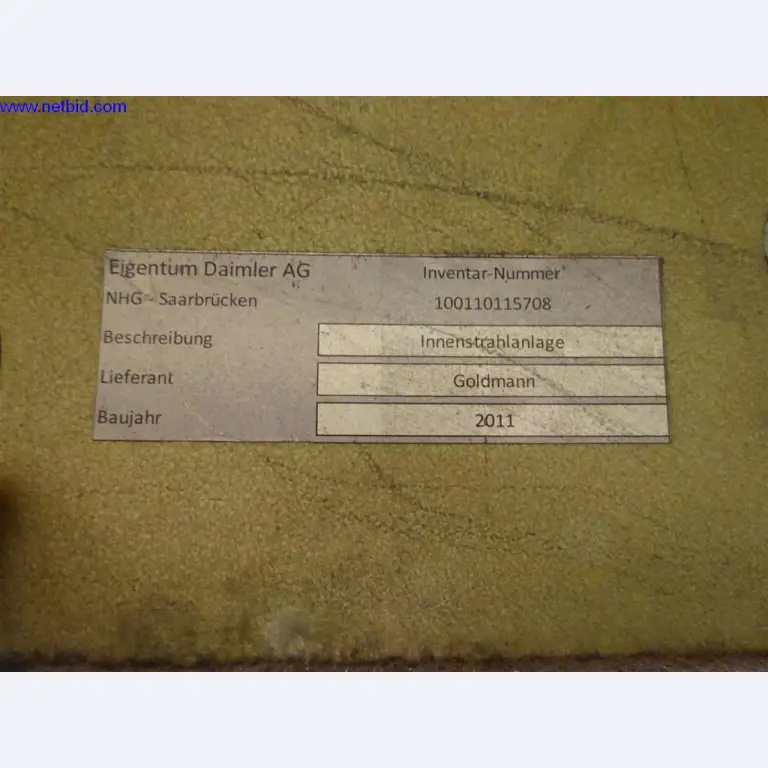 www.netbid.com
Eigentum Daimler AG Inventar-Nummer
NHG - Saarbrücken 100110115708
Beschreibung Innenstrahlanlage
Lieferant Goldmann
Baujahr 2011